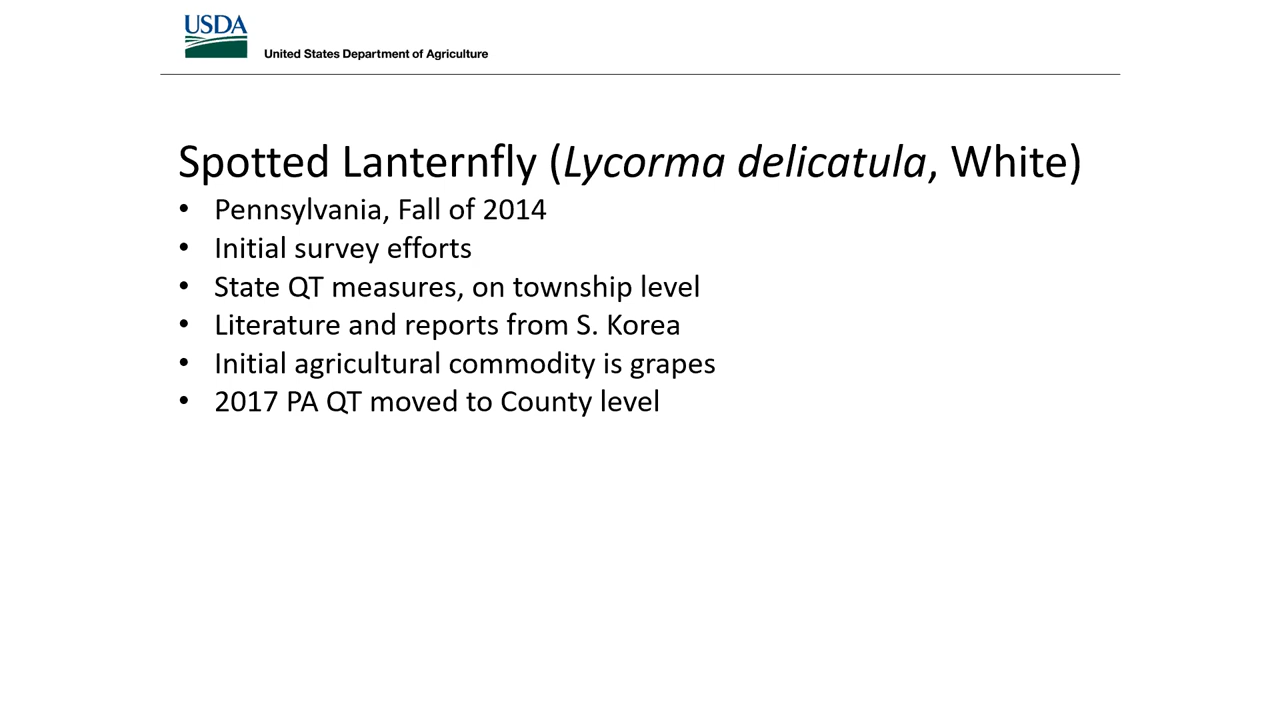 USDA
United States Department of Agriculture
Spotted Lanternfly (Lycorma delicatula, White)
• Pennsylvania, Fall of 2014
• Initial survey efforts
• State QT measures, on township level
• Literature and reports from S. Korea
• Initial agricultural commodity is grapes
• 2017 PA QT moved to County level